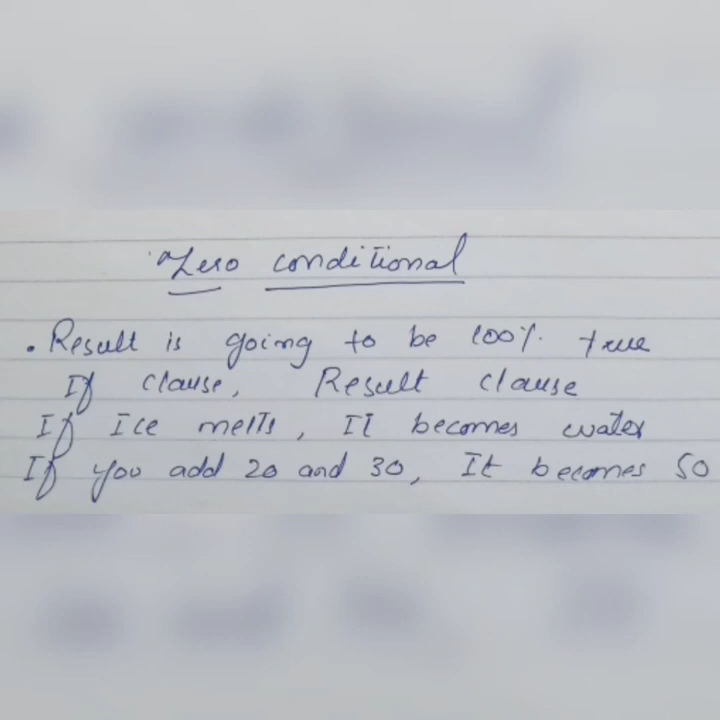 Zero conditional
. Result is going to be 100% true
If clause, Result clause
If Ice melts, It becomes water
If you add 20 and 30, It becomes 50